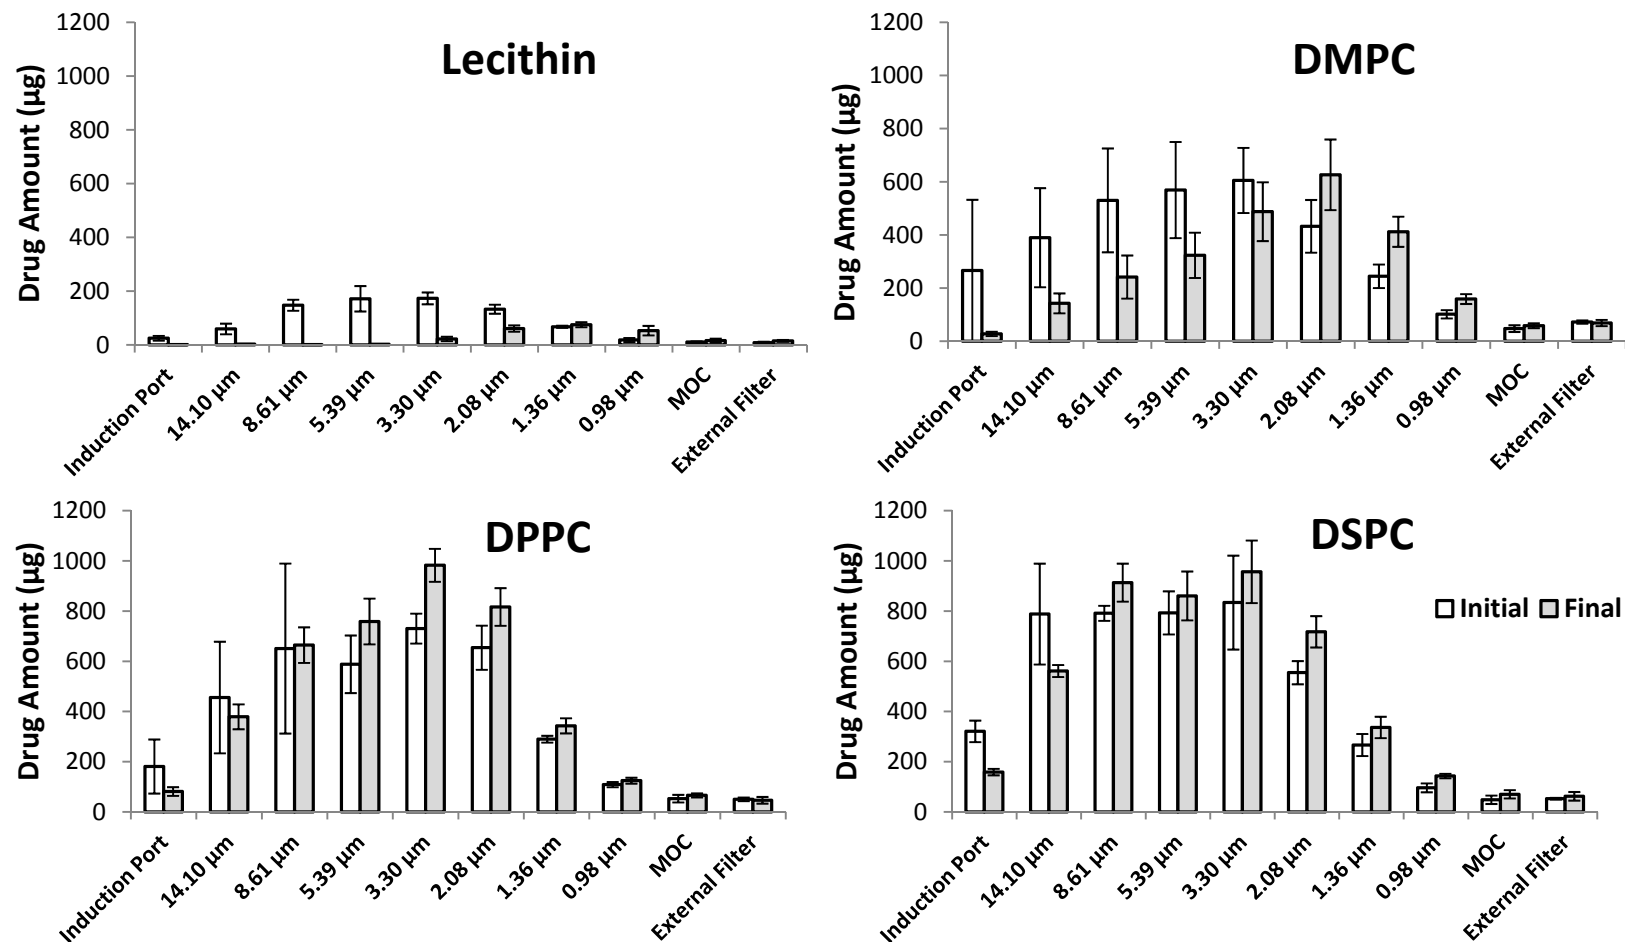 Lecithin
Drug Amount (µg)
1200
1000
800
600
400
200
0
Induction Port
14.10 µm
8.61 µm
5.39 µm
3.30 µm
2.08 µm
1.36 µm
0.98 µm
MOC
External Filter
DMPC
Drug Amount (µg)
1200
1000
800
600
400
200
0
Induction Port
14.10 µm
8.61 µm
5.39 µm
3.30 µm
2.08 µm
1.36 µm
0.98 µm
MOC
External Filter
DPPC
Drug Amount (µg)
1200
1000
800
600
400
200
0
Induction Port
14.10 µm
8.61 µm
5.39 µm
3.30 µm
2.08 µm
1.36 µm
0.98 µm
MOC
External Filter
DSPC
Drug Amount (µg)
1200
1000
800
600
400
200
0
Initial Final
Induction Port
14.10 µm
8.61 µm
5.39 µm
3.30 µm
2.08 µm
1.36 µm
0.98 µm
MOC
External Filter